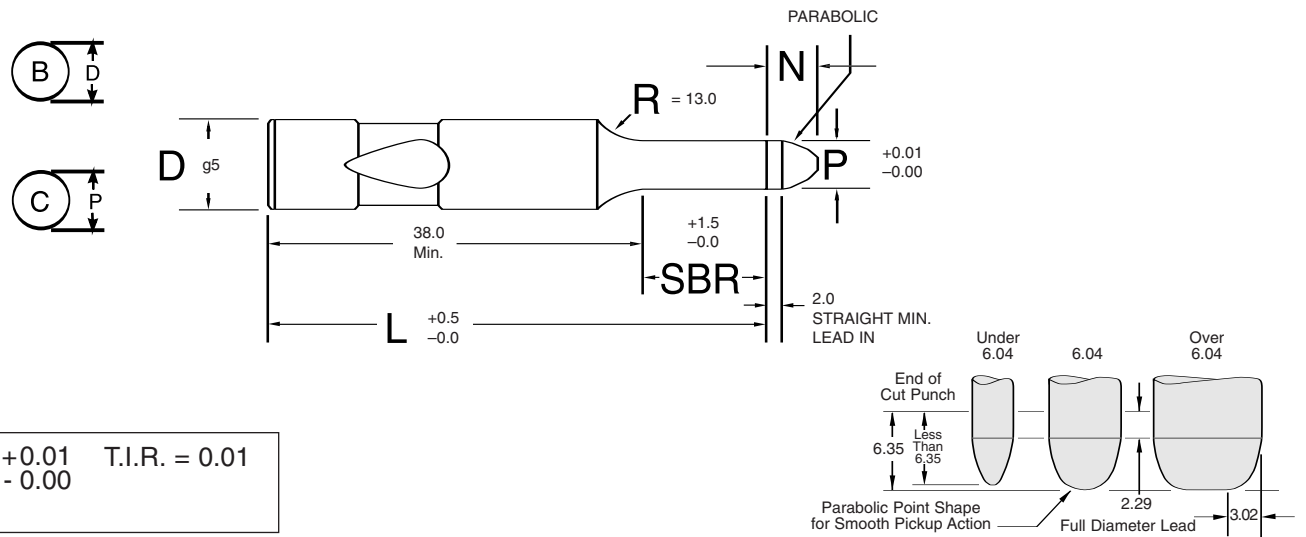 PARABOLIC
B D
N
R = 13.0
D g5
P +0.01
–0.00
C P
38.0
Min.
+1.5
–0.0
SBR
L +0.5
–0.0
2.0
STRAIGHT MIN.
LEAD IN
Under
6.04
6.04
Over
6.04
End of
Cut Punch
6.35
Less
Than
6.35
2.29
3.02
Parabolic Point Shape
for Smooth Pickup Action
Full Diameter Lead
+0.01 T.I.R. = 0.01
- 0.00